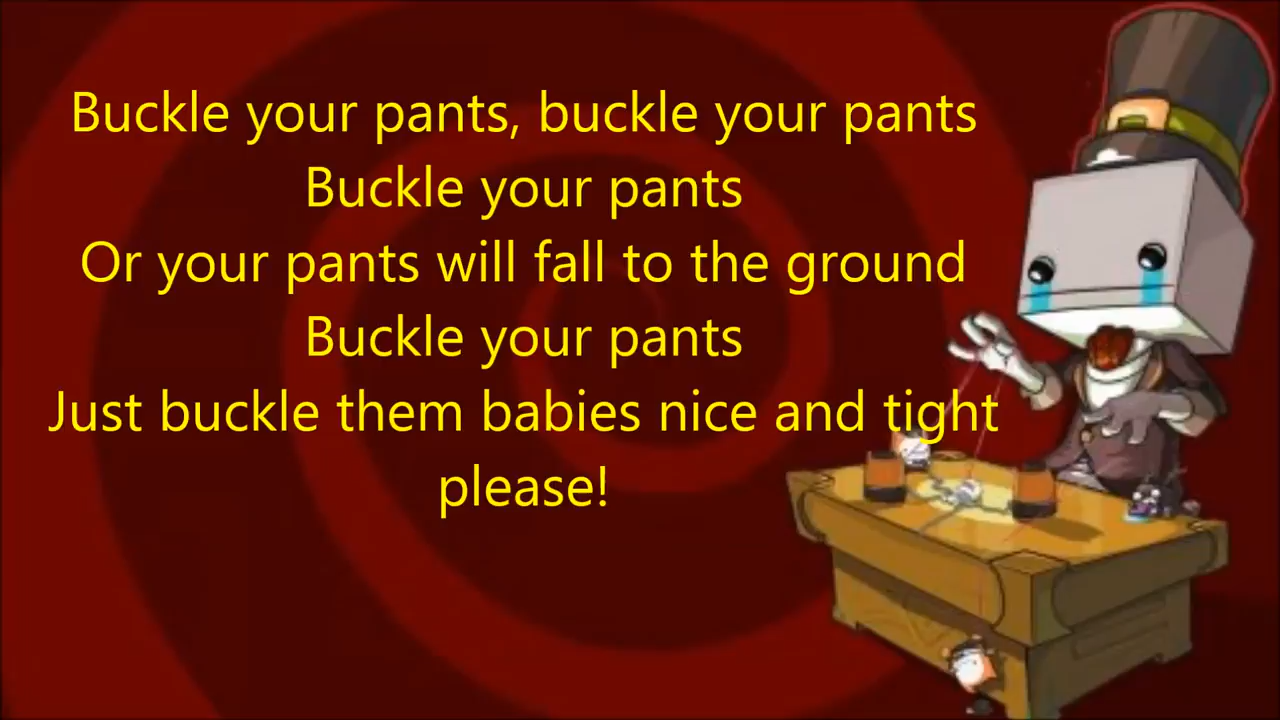 Buckle your pants, buckle your pants
Buckle your pants
Or your pants will fall to the ground
Buckle your pants
Just buckle them babies nice and tight
please!